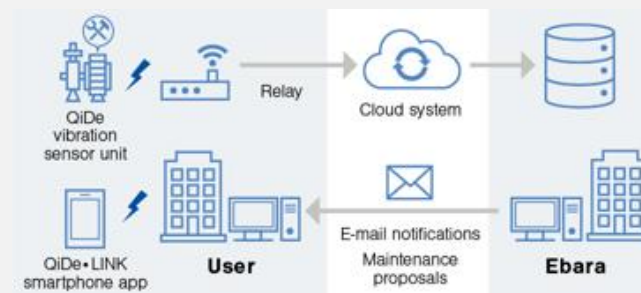 Relay
Cloud system
QiDe
vibration
sensor unit
E-mail notifications
Maintenance
proposals
QiDe•LINK
smartphone app
User
Ebara